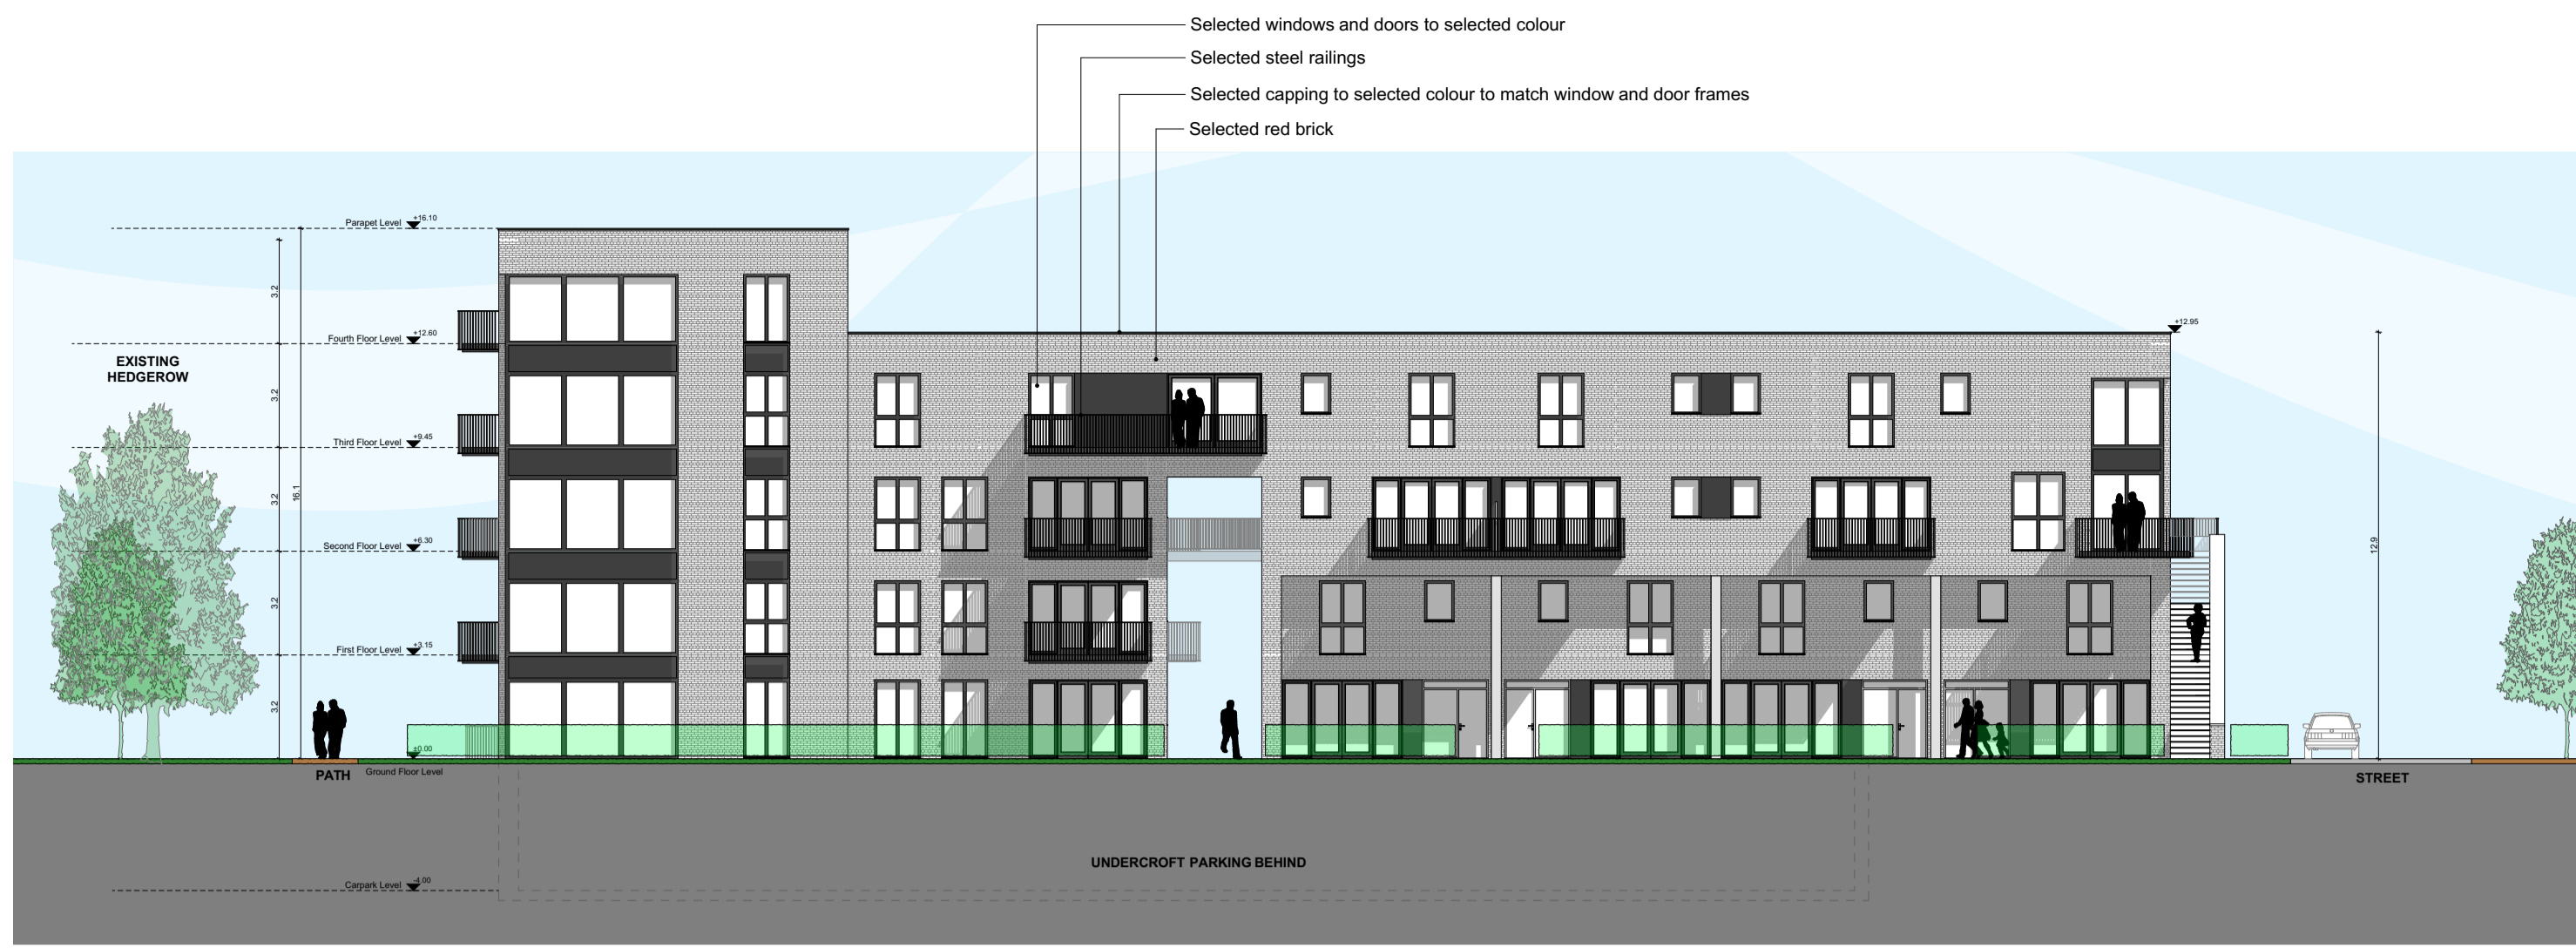 Selected windows and doors to selected colour
Selected steel railings
Selected capping to selected colour to match window and door frames
Selected red brick
Parapet Level +16.10
3.2
Fourth Floor Level +12.60
+12.95
EXISTING
HEDGEROW
3.2
Third Floor Level +9.45
3.2
16.1
Second Floor Level +6.30
12.9
3.2
First Floor Level +3.15
3.2
±0.00
PATH
Ground Floor Level
STREET
UNDERCROFT PARKING BEHIND
Carpark Level -4.00